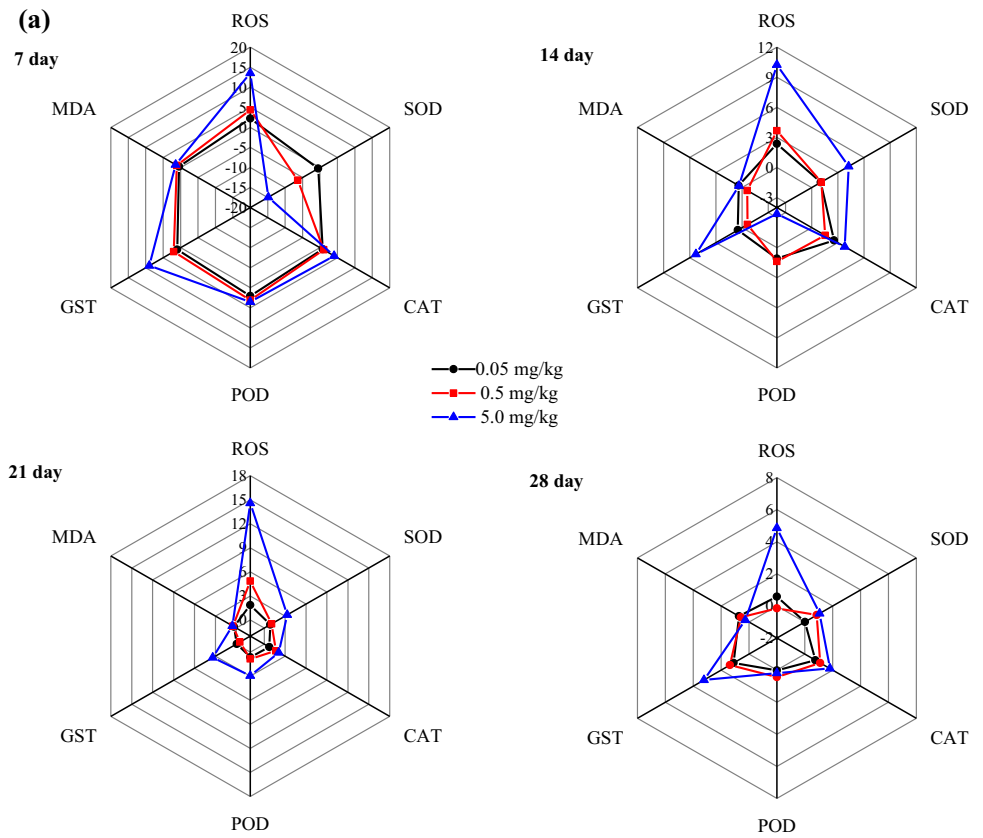 (a)
7 day
ROS
SOD
CAT
POD
GST
MDA
20
15
10
5
0
-5
-10
-15
-20
14 day
ROS
SOD
CAT
POD
GST
MDA
12
9
6
3
0
3
0.05 mg/kg
0.5 mg/kg
5.0 mg/kg
21 day
ROS
SOD
CAT
POD
GST
MDA
18
15
12
9
6
3
0
28 day
ROS
SOD
CAT
POD
GST
MDA
8
6
4
2
0
-2